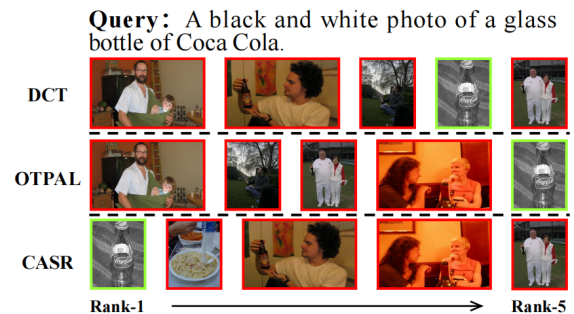 Query: A black and white photo of a glass
bottle of Coca Cola.
DCT
OTPAL
CASR
Rank-1
Rank-5